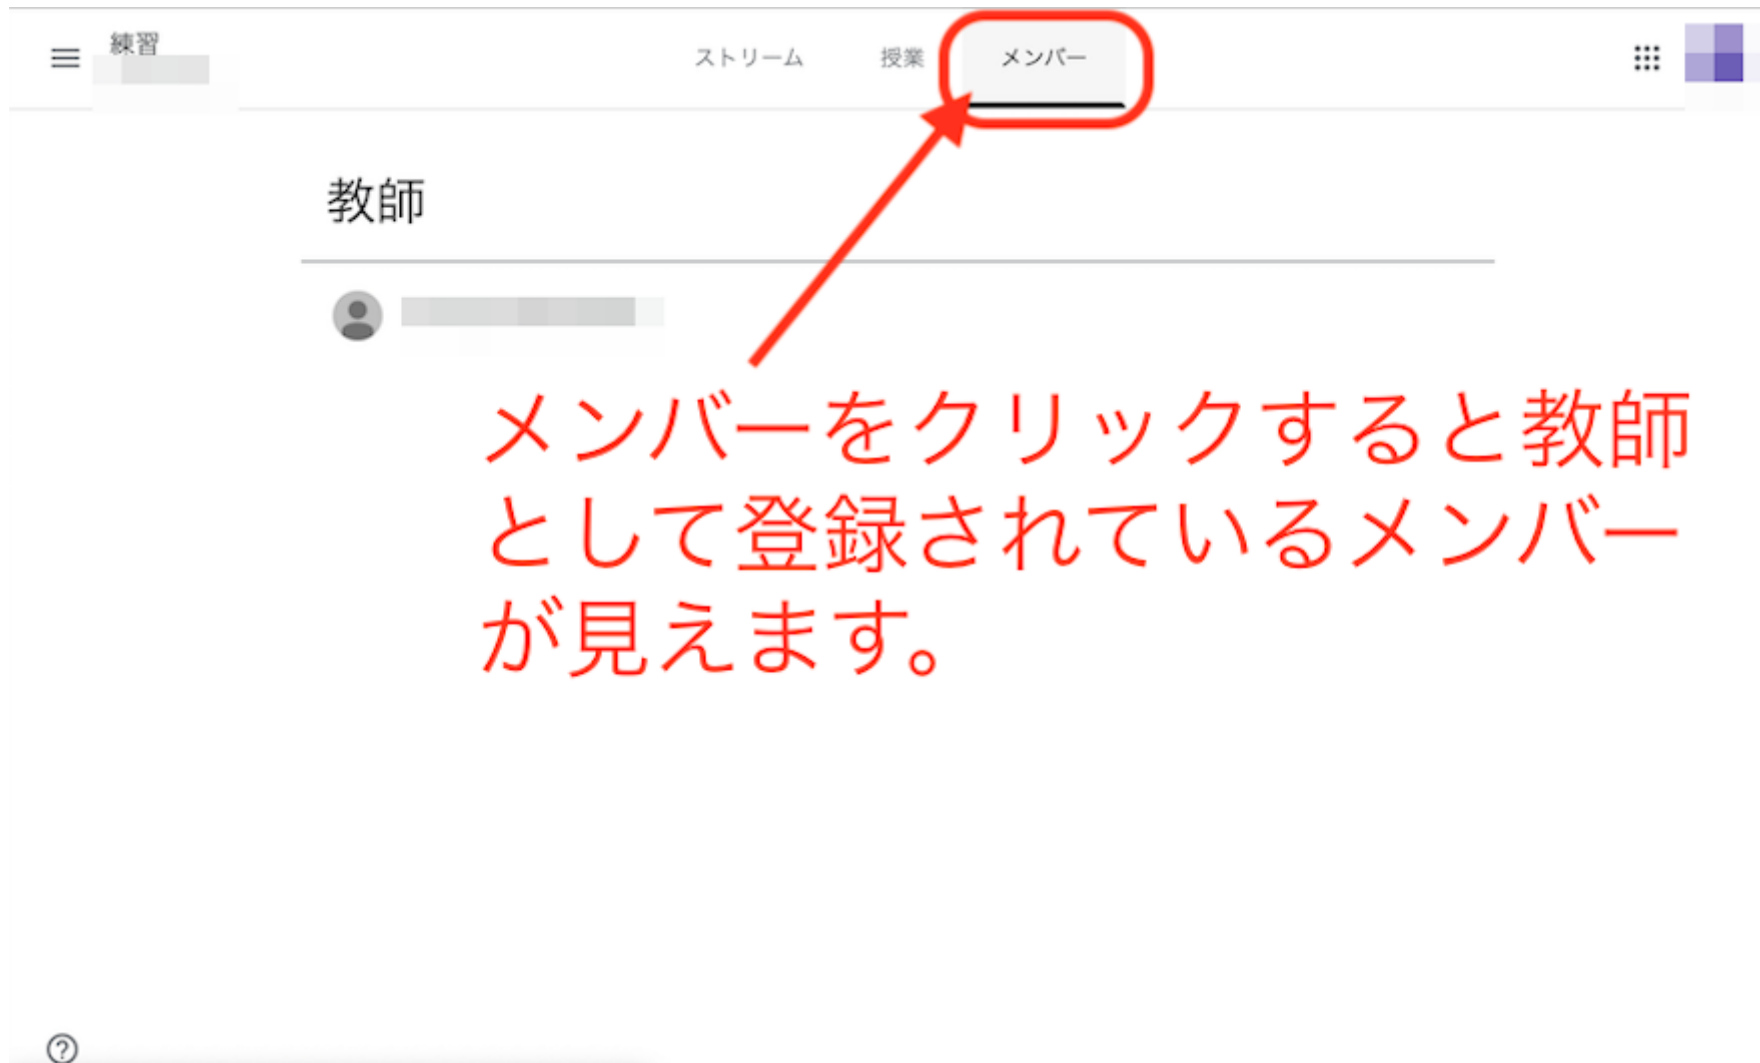 練習
ストリーム 授業 メンバー
教師
メンバーをクリックすると教師
として登録されているメンバー
が見えます。